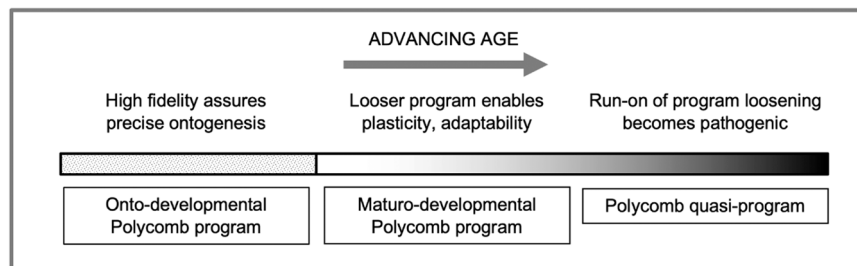 ADVANCING AGE
High fidelity assures
precise ontogenesis
Looser program enables
plasticity, adaptability
Run-on of program loosening
becomes pathogenic
Onto-developmental
Polycomb program
Maturo-developmental
Polycomb program
Polycomb quasi-program